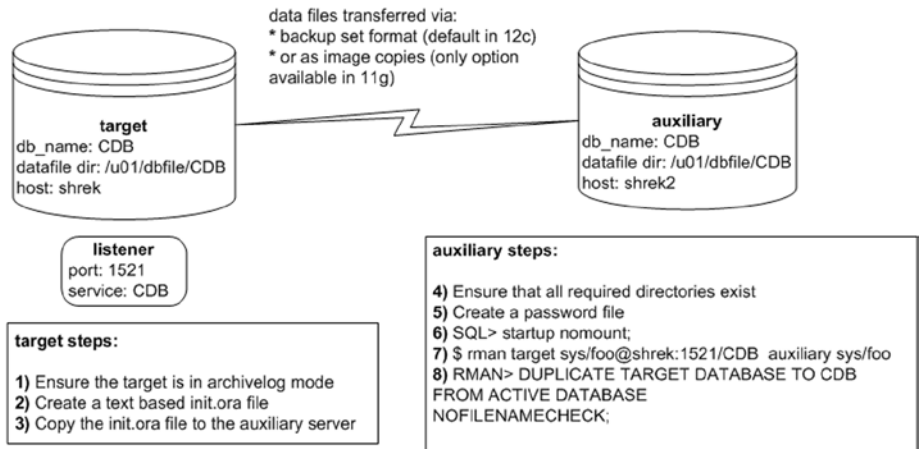 data files transferred via:
* backup set format (default in 12c)
* or as image copies (only option
available in 11g)
target
db_name: CDB
datafile dir: /u01/dbfile/CDB
host: shrek
auxiliary
db_name: CDB
datafile dir: /u01/dbfile/CDB
host: shrek2
listener
port: 1521
service: CDB
target steps:
1) Ensure the target is in archivelog mode
2) Create a text based init.ora file
3) Copy the init.ora file to the auxiliary server
auxiliary steps:
4) Ensure that all required directories exist
5) Create a password file
6) SQL> startup nomount;
7) $ rman target sys/foo@shrek:1521/CDB auxiliary sys/foo
8) RMAN> DUPLICATE TARGET DATABASE TO CDB
FROM ACTIVE DATABASE
NOFILENAMECHECK;